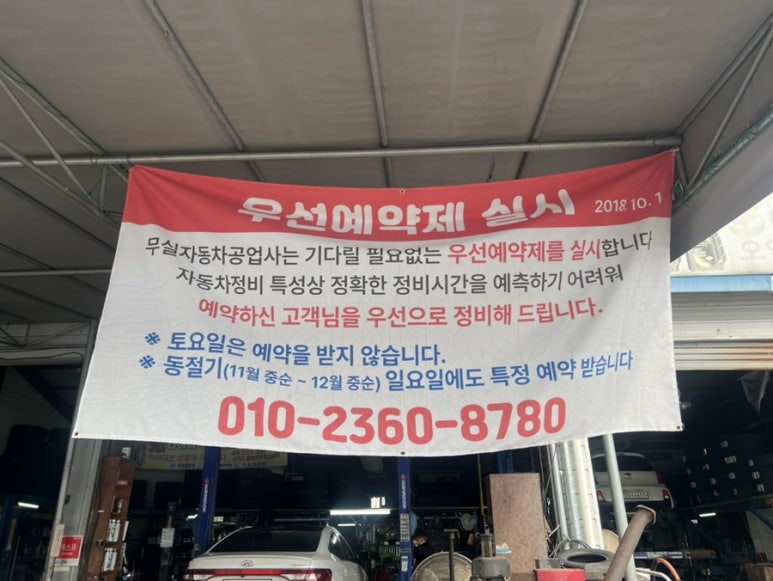 우선예약제 실시 2018. 10. 1
무실자동차공업사는 기다릴 필요없는 우선예약제를 실시합니다
자동차정비 특성상 정확한 정비시간을 예측하기 어려워
예약하신 고객님을 우선으로 정비해 드립니다.
※ 토요일은 예약을 받지 않습니다.
※ 동절기(11월 중순 ~ 12월 중순) 일요일에도 특정 예약 받습니다
010-2360-8780